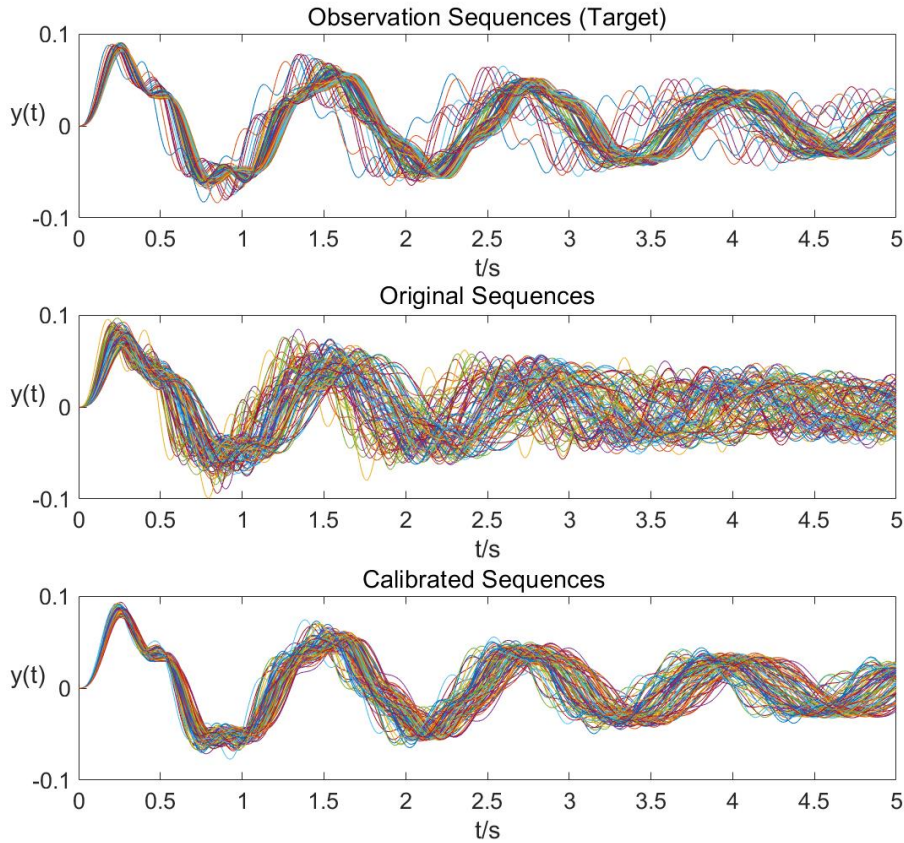 Observation Sequences (Target)
0.1
y(t)
0
-0.1
0 0.5 1 1.5 2 2.5 3 3.5 4 4.5 5
t/s
Original Sequences
0.1
y(t)
0
-0.1
0 0.5 1 1.5 2 2.5 3 3.5 4 4.5 5
t/s
Calibrated Sequences
0.1
y(t)
0
-0.1
0 0.5 1 1.5 2 2.5 3 3.5 4 4.5 5
t/s